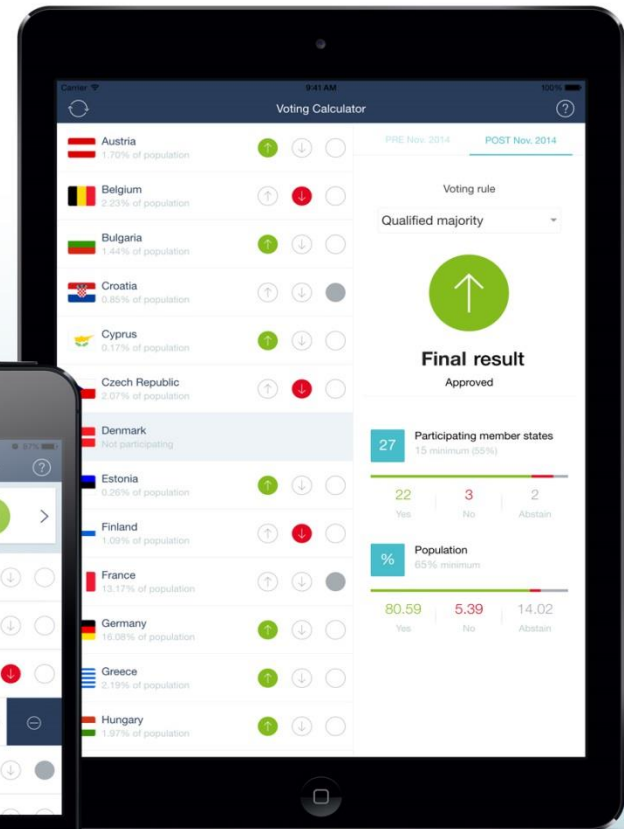 Carrier
9:41 AM
100%
Voting Calculator
?
Austria
1.70% of population
Belgium
2.23% of population
Bulgaria
1.44% of population
Croatia
0.85% of population
Cyprus
0.17% of population
Czech Republic
2.07% of population
Denmark
Not participating
Estonia
0.26% of population
Finland
1.09% of population
France
13.17% of population
Germany
16.08% of population
Greece
2.19% of population
Hungary
1.97% of population
PRE Nov. 2014 POST Nov. 2014
Voting rule
Qualified majority
Final result
Approved
27 Participating member states
15 minimum (55%)
22 3 2
Yes No Abstain
% Population
65% minimum
80.59 5.39 14.02
Yes No Abstain
87%
?